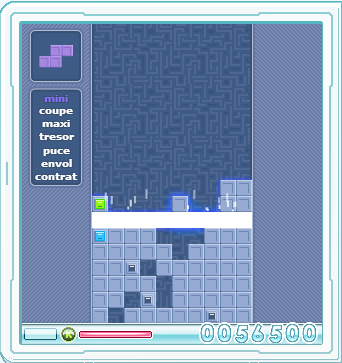 mini
coupe
maxi
tresor
puce
envol
contrat
0056500